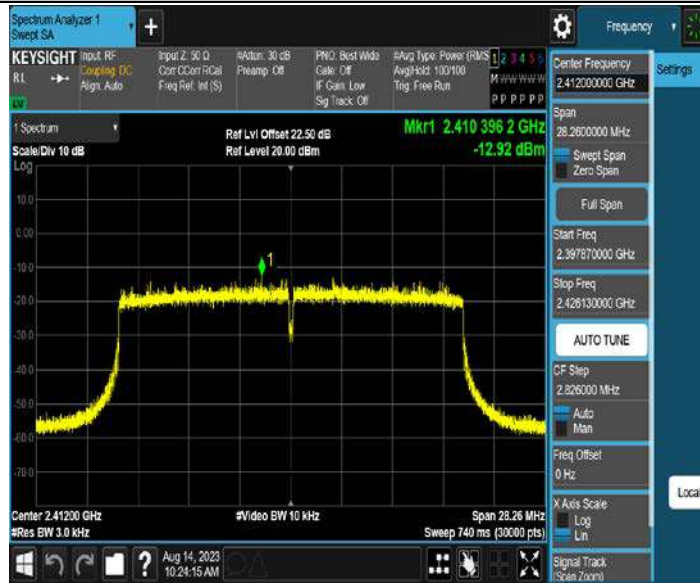 Spectrum Analyzer 1
Swept SA
+
Frequency
KEYSIGHT
RL
Input: RF
Coupling: DC
Align: Auto
Input Z: 50 Ω
Corr CCorr RCal
Freq Ref: Int (S)
#Atten: 30 dB
Preamp: Off
PNO: Best Wide
Gate: Off
IF Gain: Low
Sig Track: Off
#Avg Type: Power (RMS
Avg|Hold: 100/100
Trig: Free Run
1 2 3 4 5 6
M W W W W W
P P P P P P
1 Spectrum
Scale/Div 10 dB
Ref Lvl Offset 22.50 dB
Ref Level 20.00 dBm
Mkr1 2.410 396 2 GHz
-12.92 dBm
Log
10.0
0.00
-10.0
-20.0
-30.0
-40.0
-50.0
-60.0
-70.0
1
Center 2.41200 GHz
#Res BW 3.0 kHz
#Video BW 10 kHz
Span 28.26 MHz
Sweep 740 ms (30000 pts)
Center Frequency
2.412000000 GHz
Settings
Span
28.2600000 MHz
Swept Span
Zero Span
Full Span
Start Freq
2.397870000 GHz
Stop Freq
2.426130000 GHz
AUTO TUNE
CF Step
2.826000 MHz
Auto
Man
Freq Offset
0 Hz
X Axis Scale
Log
Lin
Local
Signal Track
(Span Zoom)
?
Aug 14, 2023
10:24:15 AM